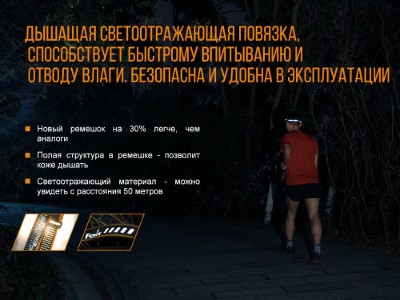 ДЫШАЩАЯ СВЕТООТРАЖАЮЩАЯ ПОВЯЗКА,
СПОСОБСТВУЕТ БЫСТРОМУ ВПИТЫВАНИЮ И
ОТВОДУ ВЛАГИ. БЕЗОПАСНА И УДОБНА В ЭКСПЛУАТАЦИИ
Новый ремешок на 30% легче, чем
аналоги
Полая структура в ремешке - позволит
коже дышать
Светоотражающий материал - можно
увидеть с расстояния 50 метров
Fenix